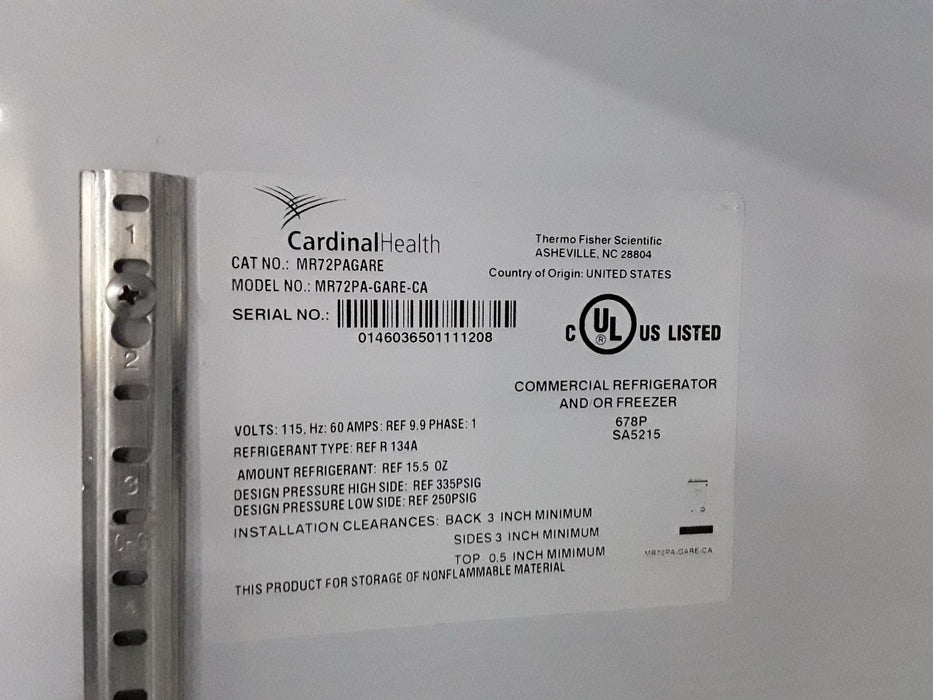 CardinalHealth
CAT NO.: MR72PAGARE
MODEL NO.: MR72PA-GARE-CA
SERIAL NO.:
0146036501111208
Thermo Fisher Scientific
ASHEVILLE, NC 28804
Country of Origin: UNITED STATES
C UL ® US LISTED
COMMERCIAL REFRIGERATOR
AND/OR FREEZER
678P
SA5215
VOLTS: 115, Hz: 60 AMPS: REF 9.9 PHASE: 1
REFRIGERANT TYPE: REF R 134A
AMOUNT REFRIGERANT: REF 15.5 OZ
DESIGN PRESSURE HIGH SIDE: REF 335PSIG
DESIGN PRESSURE LOW SIDE: REF 250PSIG
INSTALLATION CLEARANCES: BACK 3 INCH MINIMUM
SIDES 3 INCH MINIMUM
TOP 0.5 INCH MIMIMUM
THIS PRODUCT FOR STORAGE OF NONFLAMMABLE MATERIAL
MR72PA-GARE-CA
1
2
3
4